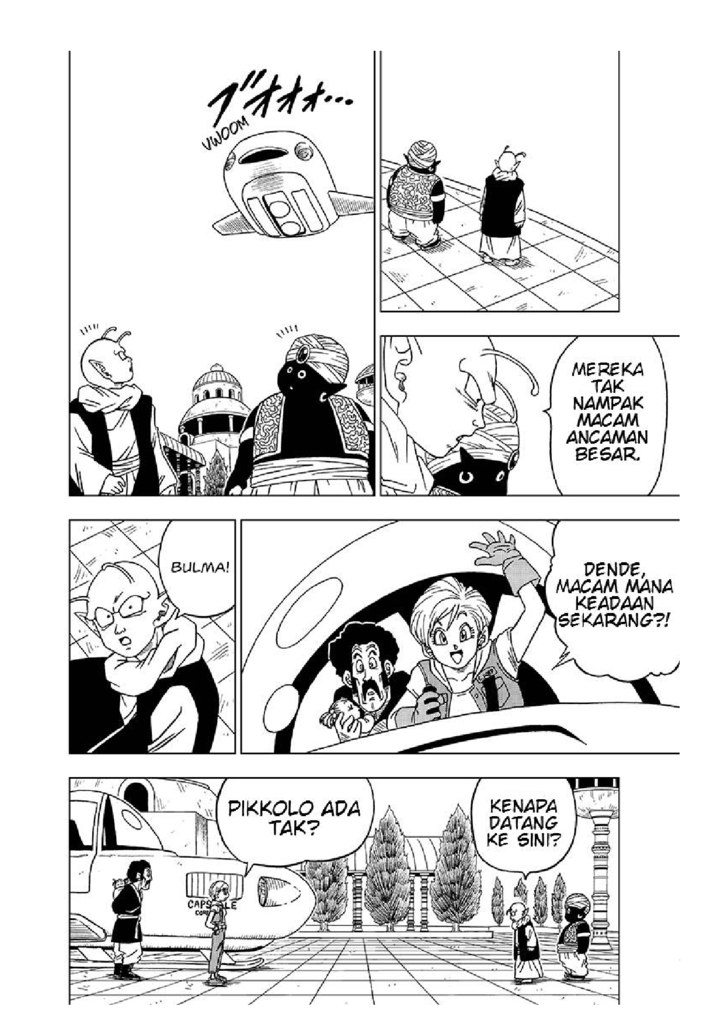 ブオオオ...
VWOOM
MEREKA
TAK
NAMPAK
MACAM
ANCAMAN
BESAR.
BULMA!
DENDE,
MACAM MANA
KEADAAN
SEKARANG?!
PIKKOLO ADA
TAK?
KENAPA
DATANG
KE SINI?
CAPSULE
CORP